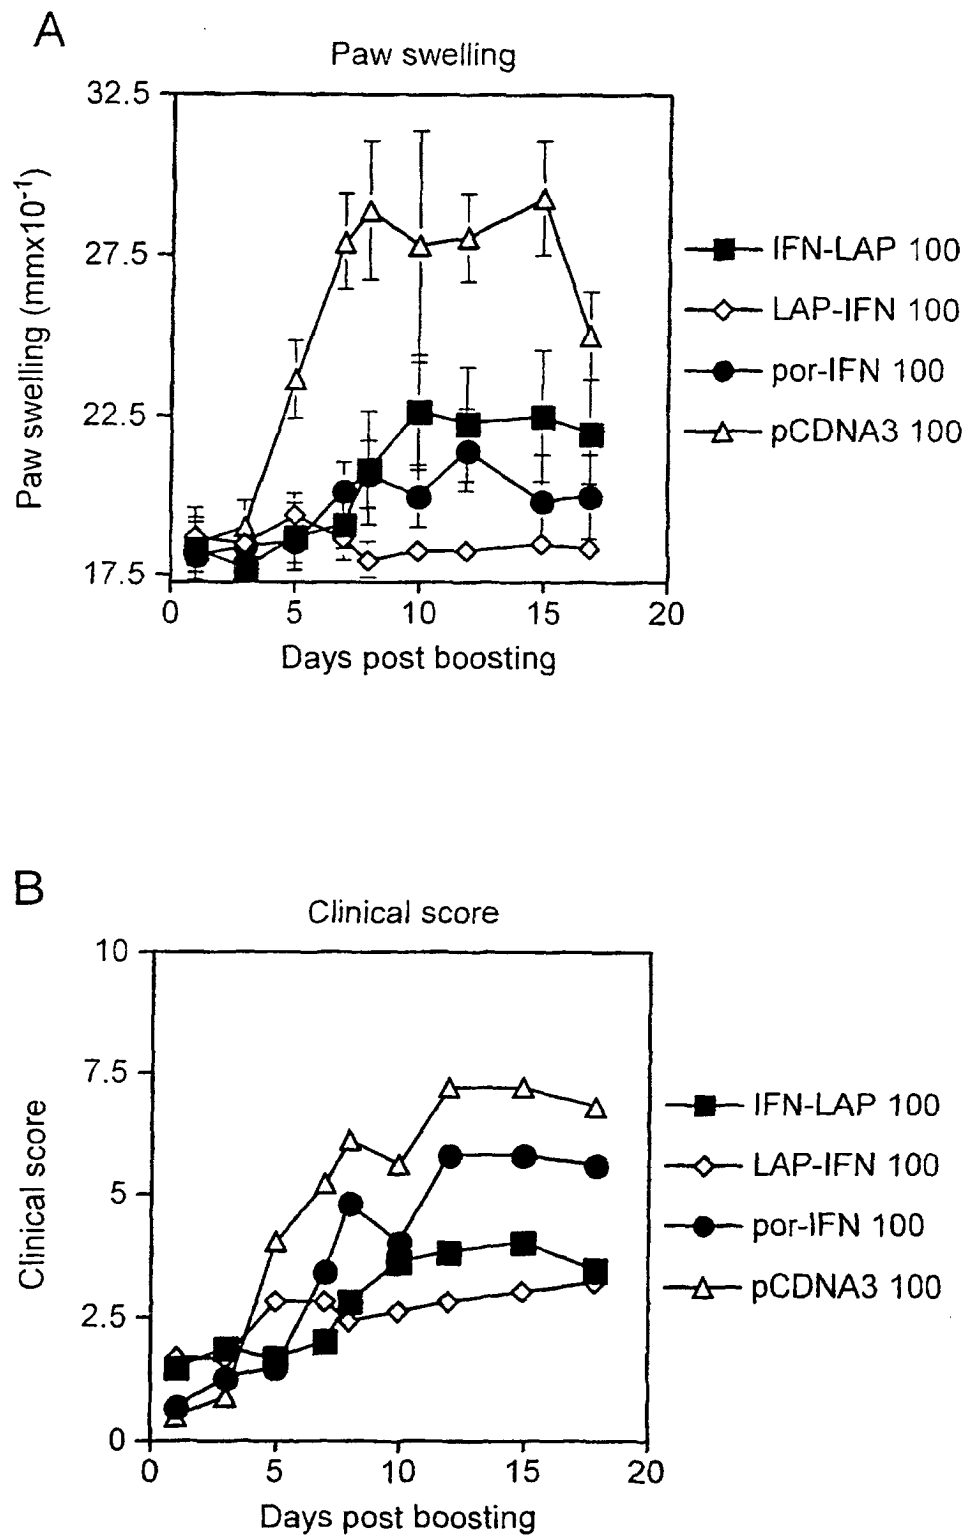 A
Paw swelling
32.5
27.5
22.5
17.5
Paw swelling (mmx10⁻¹)
0 5 10 15 20
Days post boosting
IFN-LAP 100
LAP-IFN 100
por-IFN 100
pCDNA3 100
B
Clinical score
10
7.5
5
2.5
0
Clinical score
0 5 10 15 20
Days post boosting
IFN-LAP 100
LAP-IFN 100
por-IFN 100
pCDNA3 100